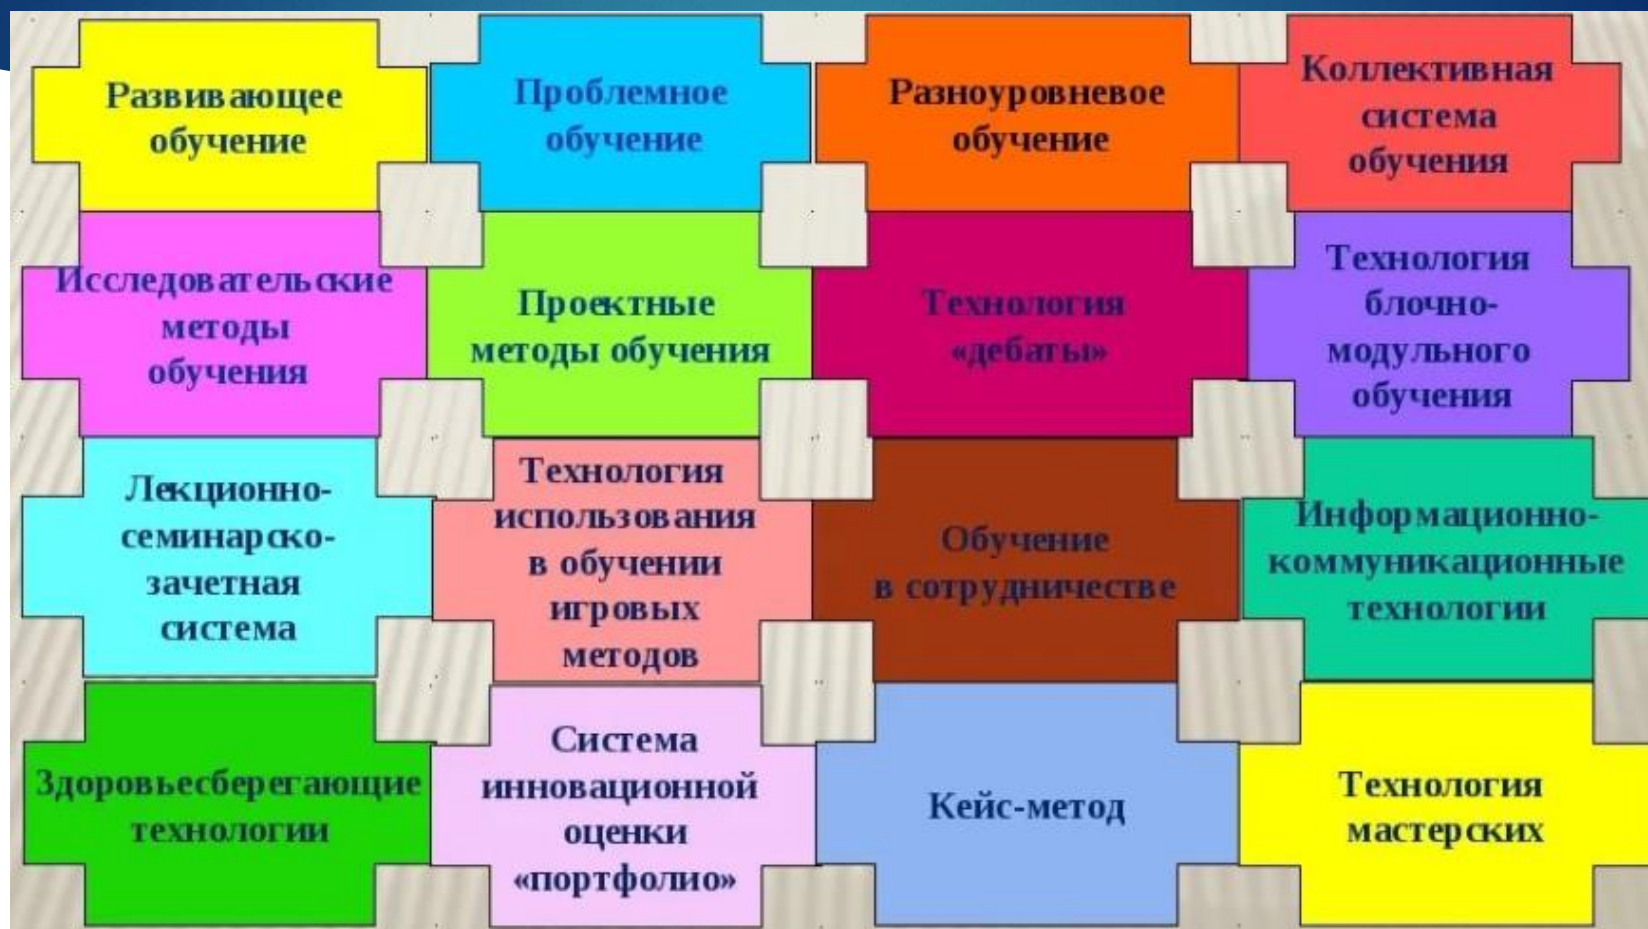 Развивающее
обучение
Проблемное
обучение
Разноуровневое
обучение
Коллективная
система
обучения
Исследовательские
методы
обучения
Проектные
методы обучения
Технология
«дебаты»
Технология
блочно-
модульного
обучения
Лекционно-
семинарско-
зачетная
система
Технология
использования
в обучении
игровых
методов
Обучение
в сотрудничестве
Информационно-
коммуникационные
технологии
Здоровьесберегающие
технологии
Система
инновационной
оценки
«портфолио»
Кейс-метод
Технология
мастерских